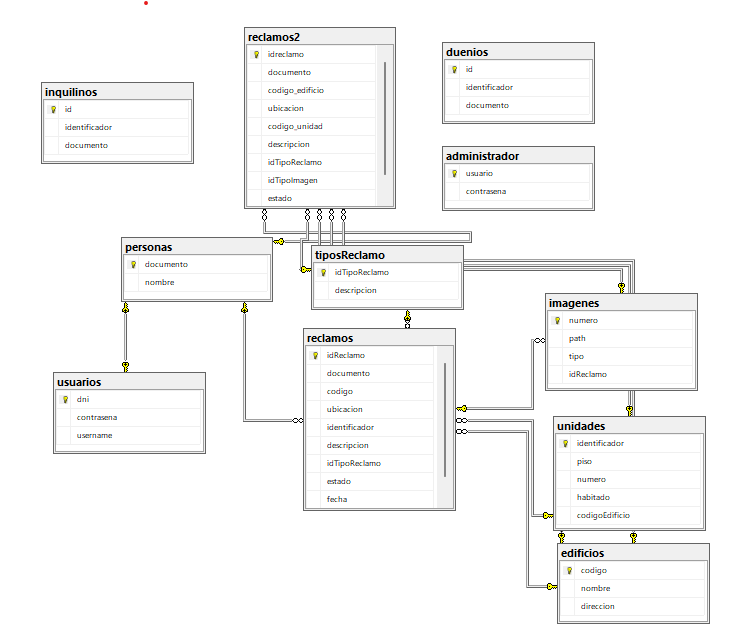 reclamos2
idreclamo
documento
codigo_edificio
ubicacion
codigo_unidad
descripcion
idTipoReclamo
idTipoImagen
estado
duenios
id
identificador
documento
inquilinos
id
identificador
documento
administrador
usuario
contrasena
personas
documento
nombre
tiposReclamo
idTipoReclamo
descripcion
imagenes
numero
path
tipo
idReclamo
reclamos
idReclamo
documento
codigo
ubicacion
identificador
descripcion
idTipoReclamo
estado
fecha
usuarios
dni
contrasena
username
unidades
identificador
piso
numero
habitado
codigoEdificio
edificios
codigo
nombre
direccion